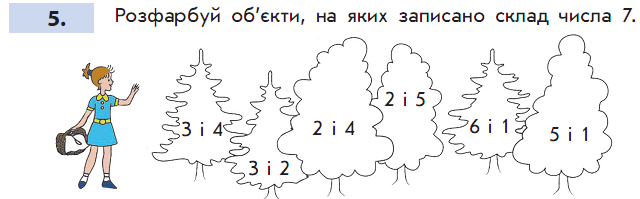 5. Розфарбуй об'єкти, на яких записано склад числа 7.
3 і 4
3 і 2
2 і 4
2 і 5
6 і 1
5 і 1